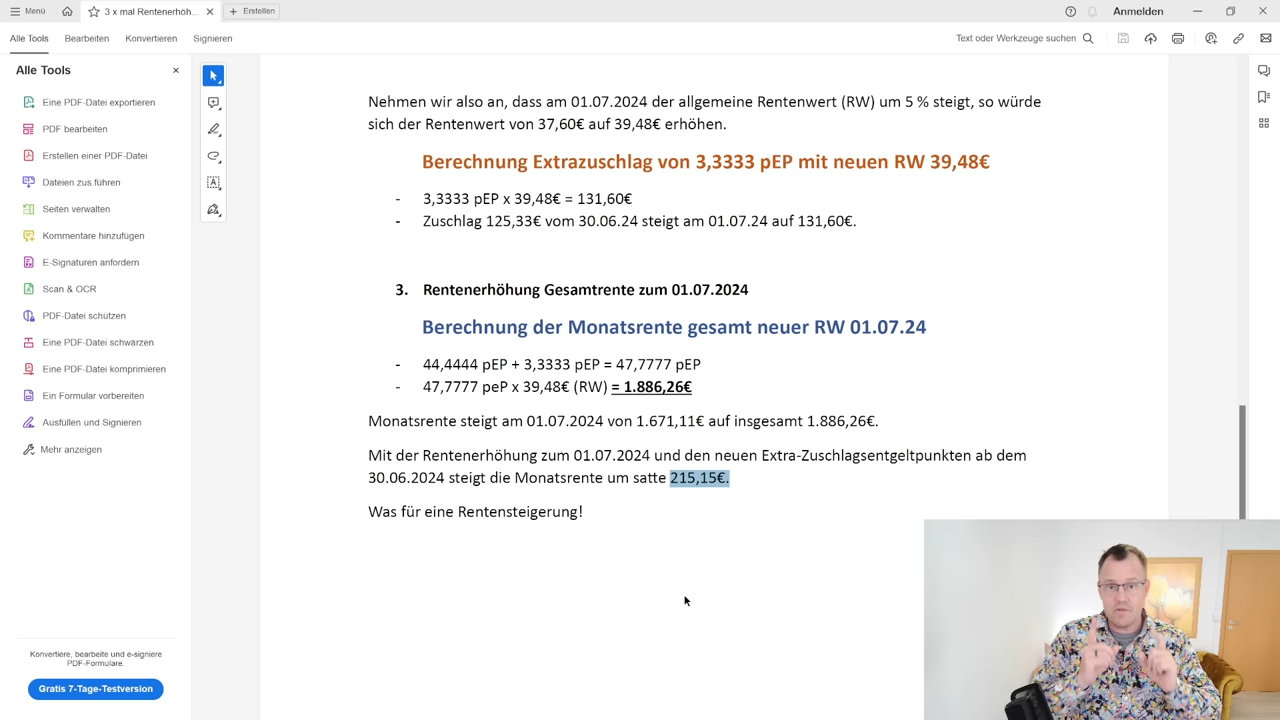 Menü
3 x mal Rentenerhöh...
Erstellen
Anmelden
Alle Tools
Bearbeiten
Konvertieren
Signieren
Text oder Werkzeuge suchen
Alle Tools
Eine PDF-Datei exportieren
PDF bearbeiten
Erstellen einer PDF-Datei
Dateien zus.führen
Seiten verwalten
Kommentare hinzufügen
E-Signaturen anfordern
Scan & OCR
PDF-Datei schützen
Eine PDF-Datei schwärzen
Eine PDF-Datei komprimieren
Ein Formular vorbereiten
Ausfüllen und Signieren
Mehr anzeigen
Konvertiere, bearbeite und e-signiere
PDF-Formulare.
Gratis 7-Tage-Testversion
Nehmen wir also an, dass am 01.07.2024 der allgemeine Rentenwert (RW) um 5 % steigt, so würde
sich der Rentenwert von 37,60€ auf 39,48€ erhöhen.
Berechnung Extrazuschlag von 3,3333 pEP mit neuen RW 39,48€
- 3,3333 pEP x 39,48€ = 131,60€
- Zuschlag 125,33€ vom 30.06.24 steigt am 01.07.24 auf 131,60€.
3. Rentenerhöhung Gesamtrente zum 01.07.2024
Berechnung der Monatsrente gesamt neuer RW 01.07.24
- 44,4444 pEP + 3,3333 pEP = 47,7777 pEP
- 47,7777 peP x 39,48€ (RW) = 1.886,26€
Monatsrente steigt am 01.07.2024 von 1.671,11€ auf insgesamt 1.886,26€.
Mit der Rentenerhöhung zum 01.07.2024 und den neuen Extra-Zuschlagsentgeltpunkten ab dem
30.06.2024 steigt die Monatsrente um satte 215,15€.
Was für eine Rentensteigerung!